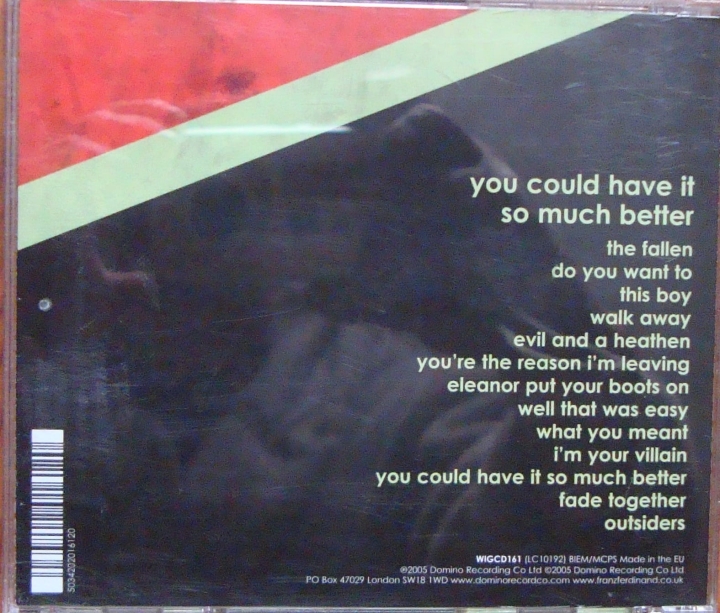 you could have it
so much better
the fallen
do you want to
this boy
walk away
evil and a heathen
you're the reason i'm leaving
eleanor put your boots on
well that was easy
what you meant
i'm your villain
you could have it so much better
fade together
outsiders
WIGCD161 (LC10192) BIEM/MCPS Made in the EU
℗2005 Domino Recording Co Ltd ©2005 Domino Recording Co Ltd
PO Box 47029 London SW18 1WD www.dominorecordco.com www.franzferdinand.co.uk
5034202016120